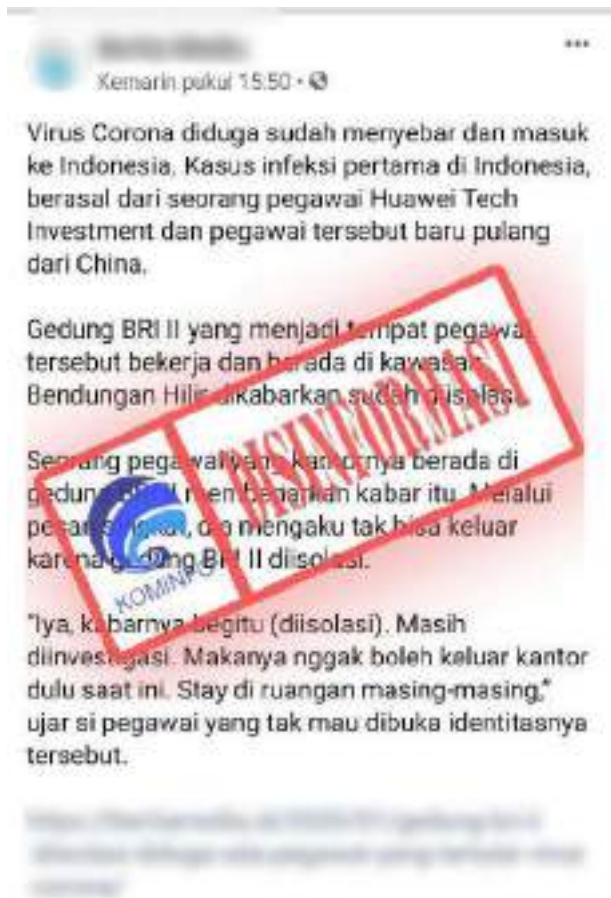 Kemarin pukul 15:50 •
Virus Corona diduga sudah menyebar dan masuk
ke Indonesia. Kasus infeksi pertama di Indonesia,
berasal dari seorang pegawai Huawei Tech
Investment dan pegawai tersebut baru pulang
dari China.
Gedung BRI II yang menjadi tempat pegawai
tersebut bekerja dan berada di kawasan
Bendungan Hilir dikabarkan sudah diisolasi.
Seorang pegawai yang kantornya berada di
gedung BRI II membenarkan kabar itu. Melalui
pesan singkat, dia mengaku tak bisa keluar
karena gedung BRI II diisolasi.
"Iya, kabarnya begitu (diisolasi). Masih
diinvestigasi. Makanya nggak boleh keluar kantor
dulu saat ini. Stay di ruangan masing-masing,"
ujar si pegawai yang tak mau dibuka identitasnya
tersebut.
DISINFORMASI
KOMINFO